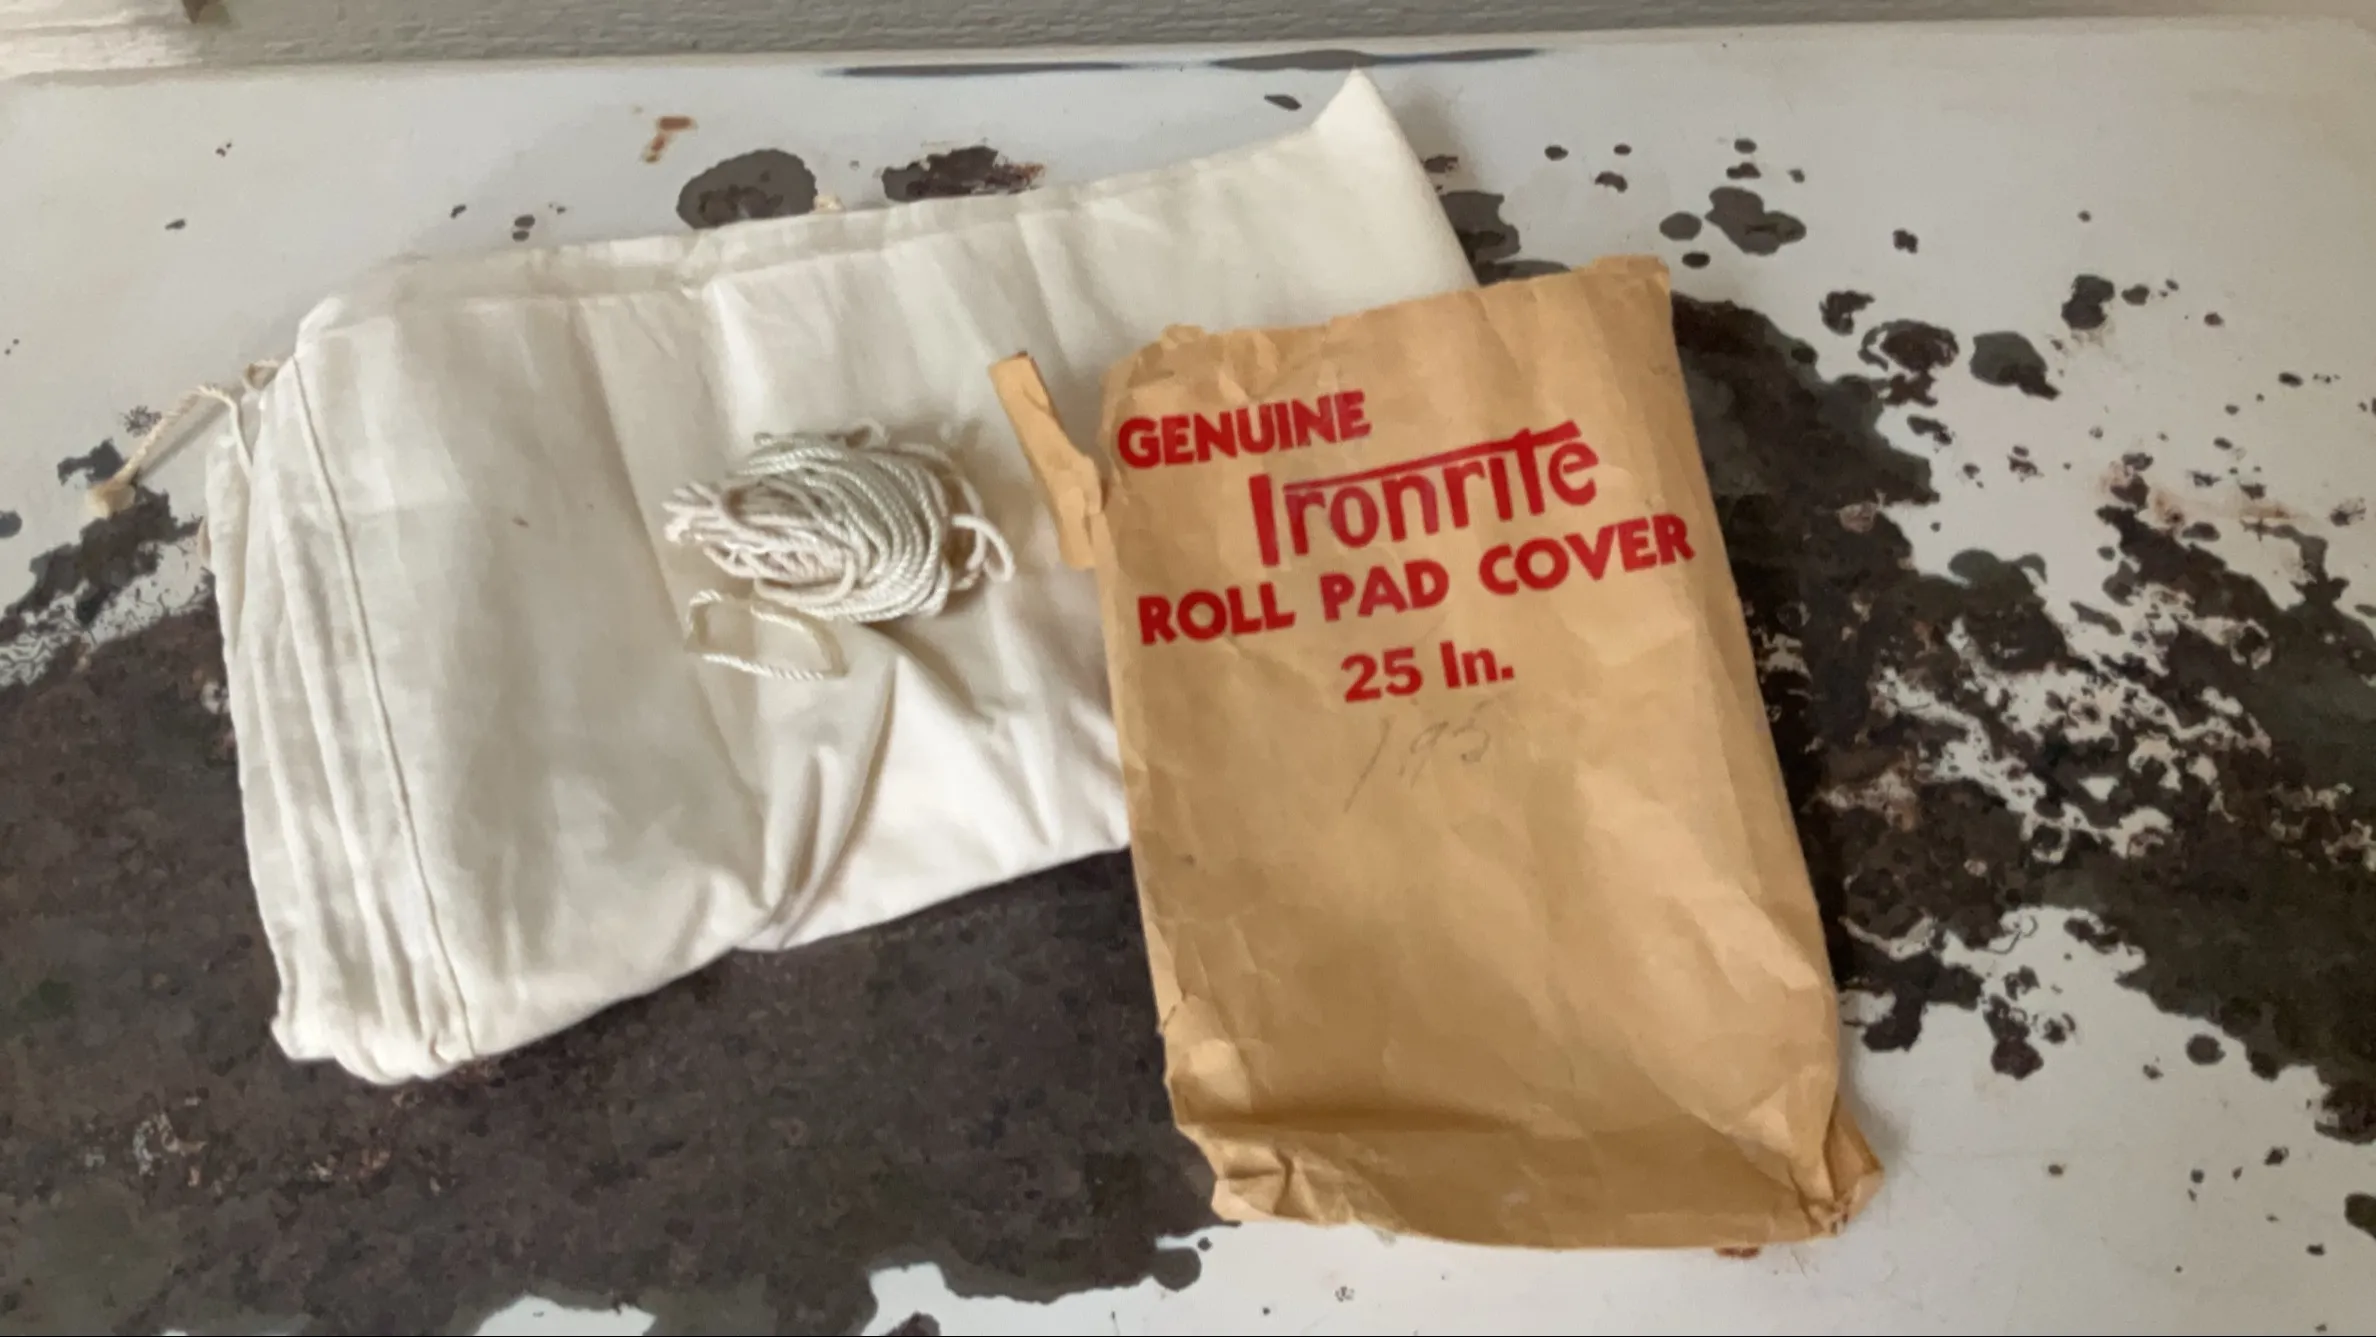 GENUINE
Ironrite
ROLL PAD COVER
25 In.
1.95